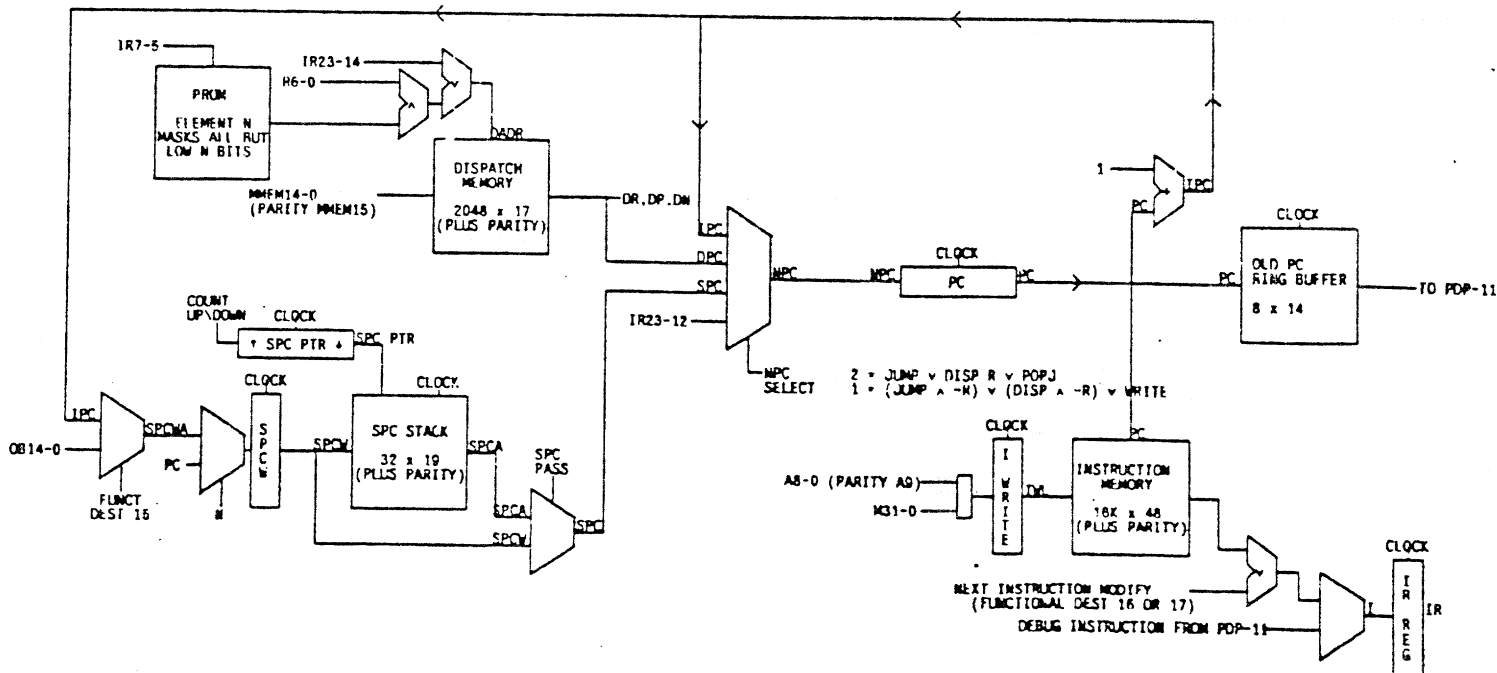 IR7-5
PROM
ELEMENT N
MASKS ALL BUT
LOW N BITS
IR23-14
R6-0
^
v
DADR
DISPATCH
MEMORY
2048 x 17
(PLUS PARITY)
MMEM14-0
(PARITY MMEM15)
DR,DP,DN
IPC
DPC
SPC
IR23-12
NPC
NPC
SELECT
2 = JUMP v DISP R v POPJ
1 = (JUMP ^ -R) v (DISP ^ -R) v WRITE
NPC
CLOCK
PC
PC
1
+
PC
IPC
PC
CLOCK
OLD PC
RING BUFFER
8 x 14
TO PDP-11
COUNT
UP\DOWN
CLOCK
↑ SPC PTR ↓
SPC PTR
IPC
OB14-0
FUNCT
DEST 15
SPCWA
PC
N
CLOCK
SPCW
SPCW
CLOCK
SPC STACK
32 x 19
(PLUS PARITY)
SPCA
SPC
PASS
SPCA
SPCW
SPC
A8-0 (PARITY A9)
M31-0
CLOCK
I WRITE
IWR
PC
INSTRUCTION
MEMORY
16K x 48
(PLUS PARITY)
NEXT INSTRUCTION MODIFY
(FUNCTIONAL DEST 16 OR 17)
v
DEBUG INSTRUCTION FROM PDP-11
I
CLOCK
IR REG
IR